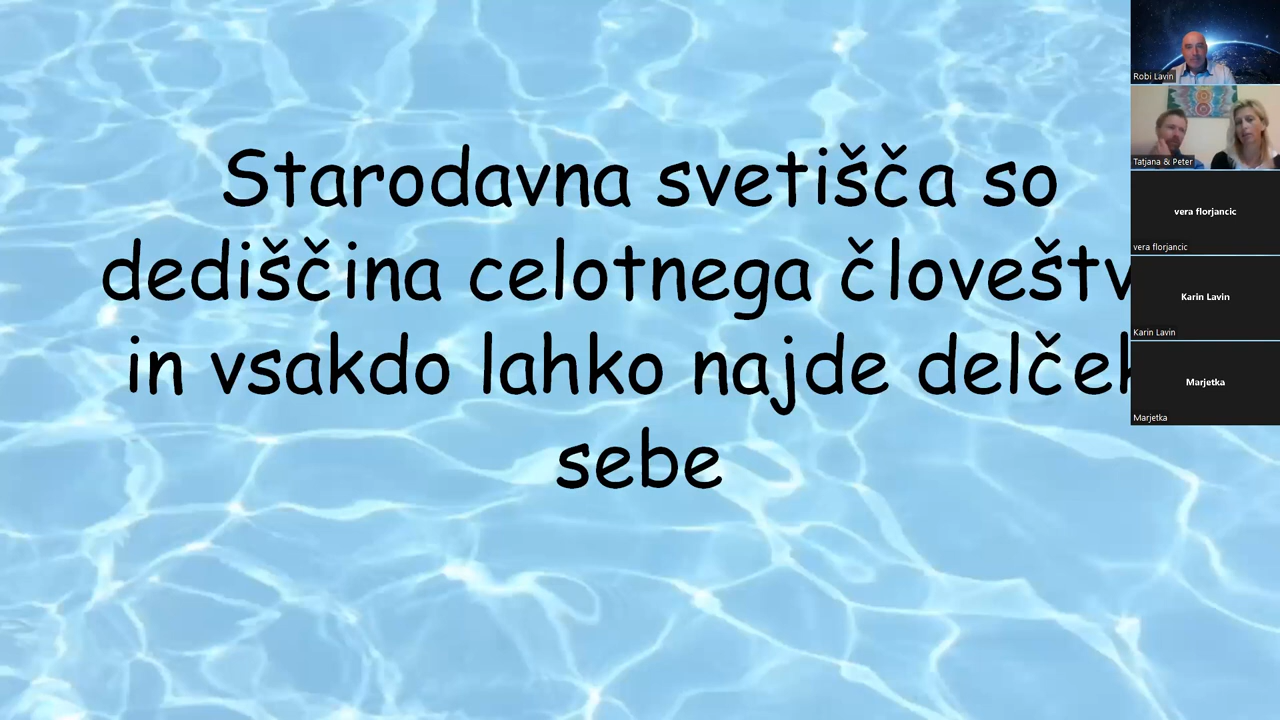 Starodavna svetišča so
dediščina celotnega človeštv
in vsakdo lahko najde delček
sebe
Robi Lavin
Tatjana & Peter
vera florjancic
vera florjancic
Karin Lavin
Karin Lavin
Marjetka
Marjetka